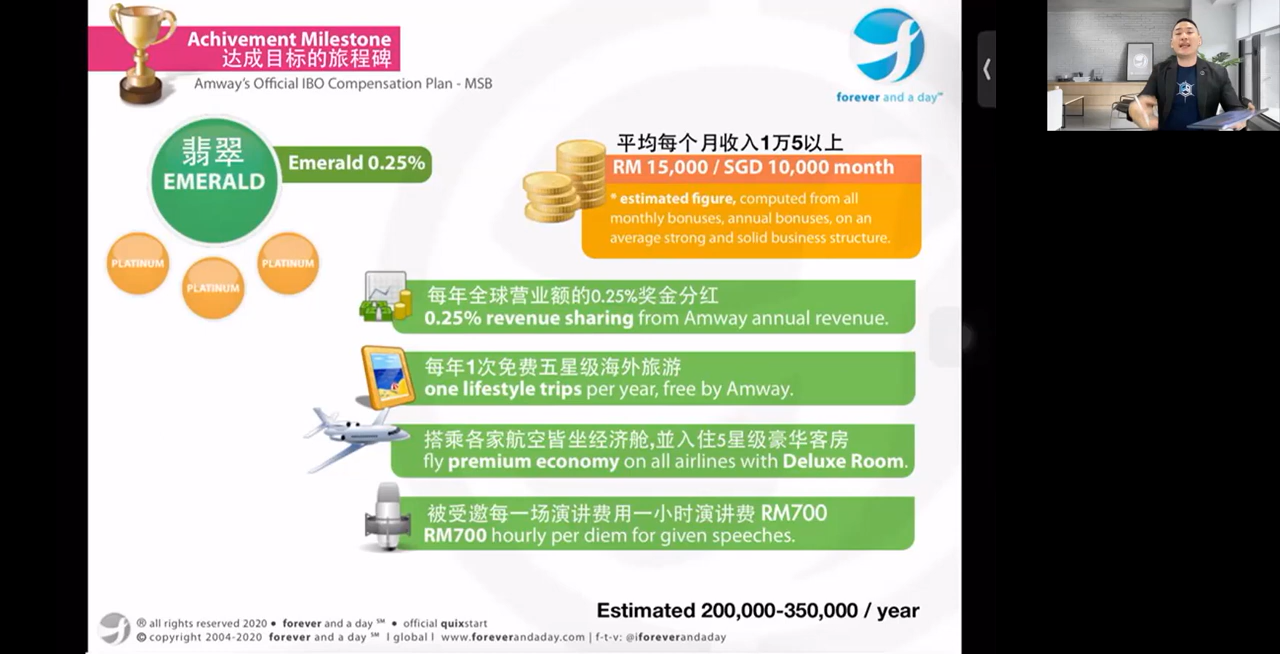 Achivement Milestone
达成目标的旅程碑
Amway's Official IBO Compensation Plan - MSB
forever and a day℠
翡翠
EMERALD
Emerald 0.25%
PLATINUM
PLATINUM
PLATINUM
平均每个月收入1万5以上
RM 15,000 / SGD 10,000 month
* estimated figure, computed from all
monthly bonuses, annual bonuses, on an
average strong and solid business structure.
每年全球营业额的0.25%奖金分红
0.25% revenue sharing from Amway annual revenue.
每年1次免费五星级海外旅游
one lifestyle trips per year, free by Amway.
搭乘各家航空皆坐经济舱,並入住5星级豪华客房
fly premium economy on all airlines with Deluxe Room.
被受邀每一场演讲费用一小时演讲费 RM700
RM700 hourly per diem for given speeches.
Estimated 200,000-350,000 / year
® all rights reserved 2020 • forever and a day ℠ • official quixstart
© copyright 2004-2020 forever and a day ℠ l global l www.foreverandaday.com | f-t-v: @iforeverandaday